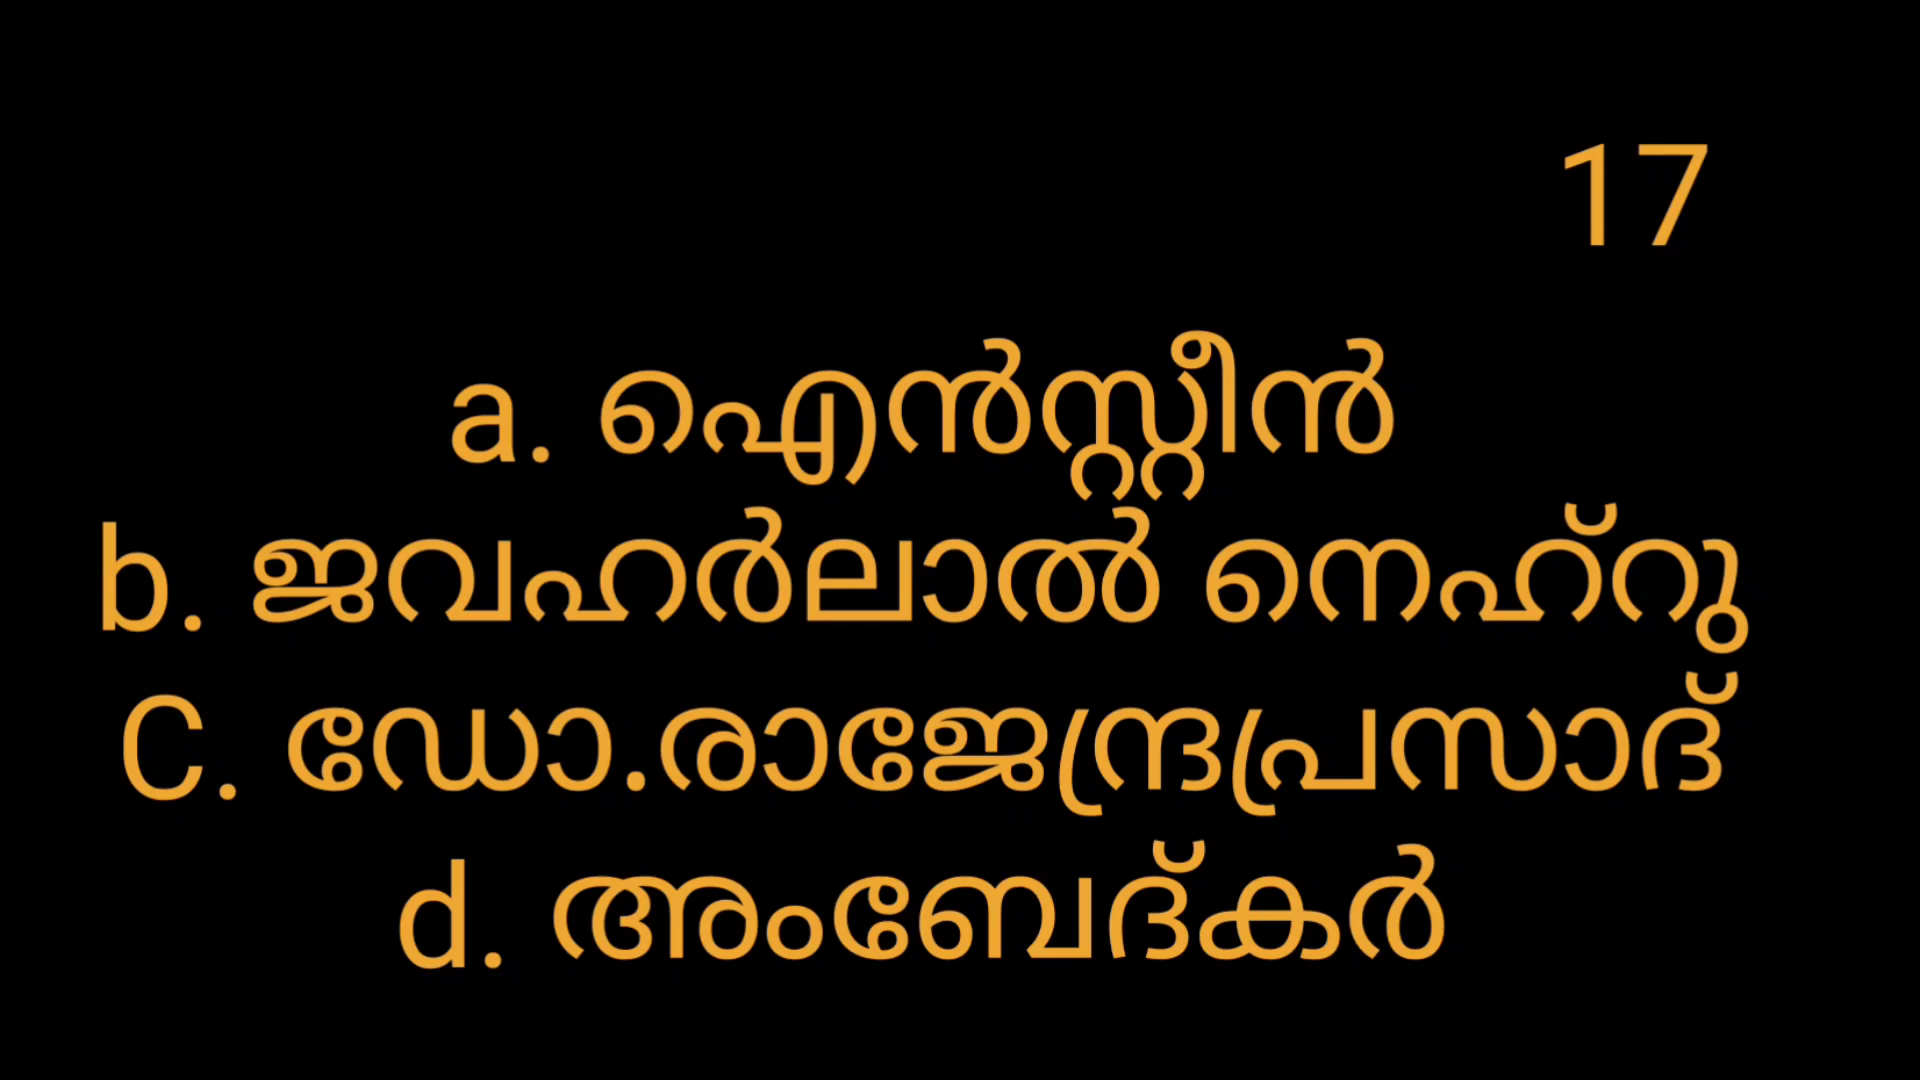 17
a. ഐൻസ്റ്റീൻ
b. ജവഹർലാൽ നെഹ്റു
C. ഡോ.രാജേന്ദ്രപ്രസാദ്
d. അംബേദ്കർ